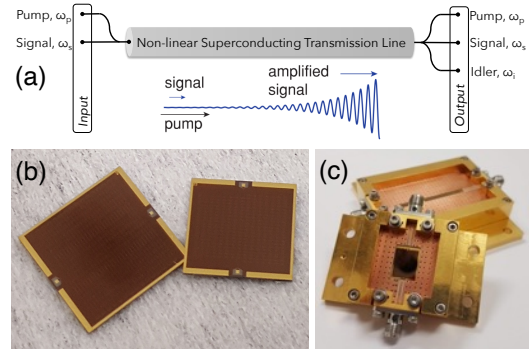 Pump, ωp
Signal, ωs
Input
Non-linear Superconducting Transmission Line
Pump, ωp
Signal, ωs
Idler, ωi
Output
(a)
signal
pump
amplified
signal
(b)
(c)